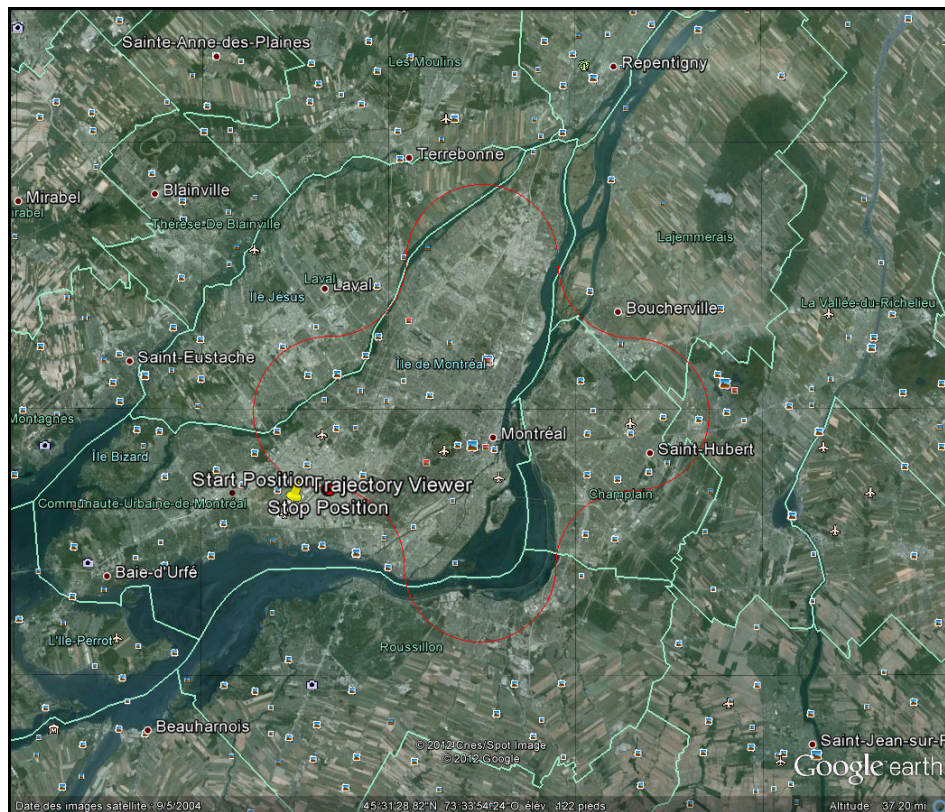 Sainte-Anne-des-Plaines
Les Moulins
Repentigny
Terrebonne
Mirabel
irabel
Blainville
Thérèse-De Blainville
Lajemmerais
Laval
Laval
Île Jésus
La Vallée-du-Richelieu
Boucherville
Saint-Eustache
Île de Montréal
Montagnes
Île Bizard
Montréal
Saint-Hubert
Start Position
Trajectory Viewer
Communauté-Urbaine-de-Montréal
Stop Position
Champlain
Baie-d'Urfé
L'Ile-Perrot
Roussillon
Beauharnois
© 2012 Cnes/Spot Image
© 2012 Google
Saint-Jean-sur-R
Google earth
Date des images satellite : 9/5/2004
45°31'28.82"N 73°33'54.24"O élév. 122 pieds
Altitude 37.20 mi